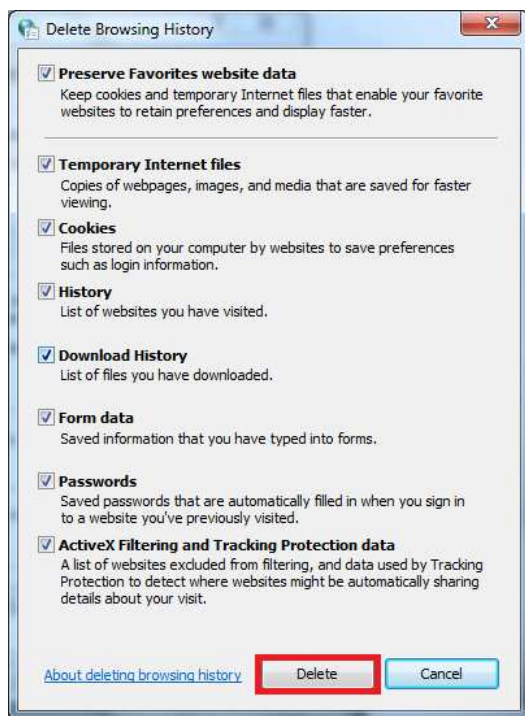 Delete Browsing History
Preserve Favorites website data
Keep cookies and temporary Internet files that enable your favorite
websites to retain preferences and display faster.
Temporary Internet files
Copies of webpages, images, and media that are saved for faster
viewing.
Cookies
Files stored on your computer by websites to save preferences
such as login information.
History
List of websites you have visited.
Download History
List of files you have downloaded.
Form data
Saved information that you have typed into forms.
Passwords
Saved passwords that are automatically filled in when you sign in
to a website you've previously visited.
ActiveX Filtering and Tracking Protection data
A list of websites excluded from filtering, and data used by Tracking
Protection to detect where websites might be automatically sharing
details about your visit.
About deleting browsing history
Delete
Cancel